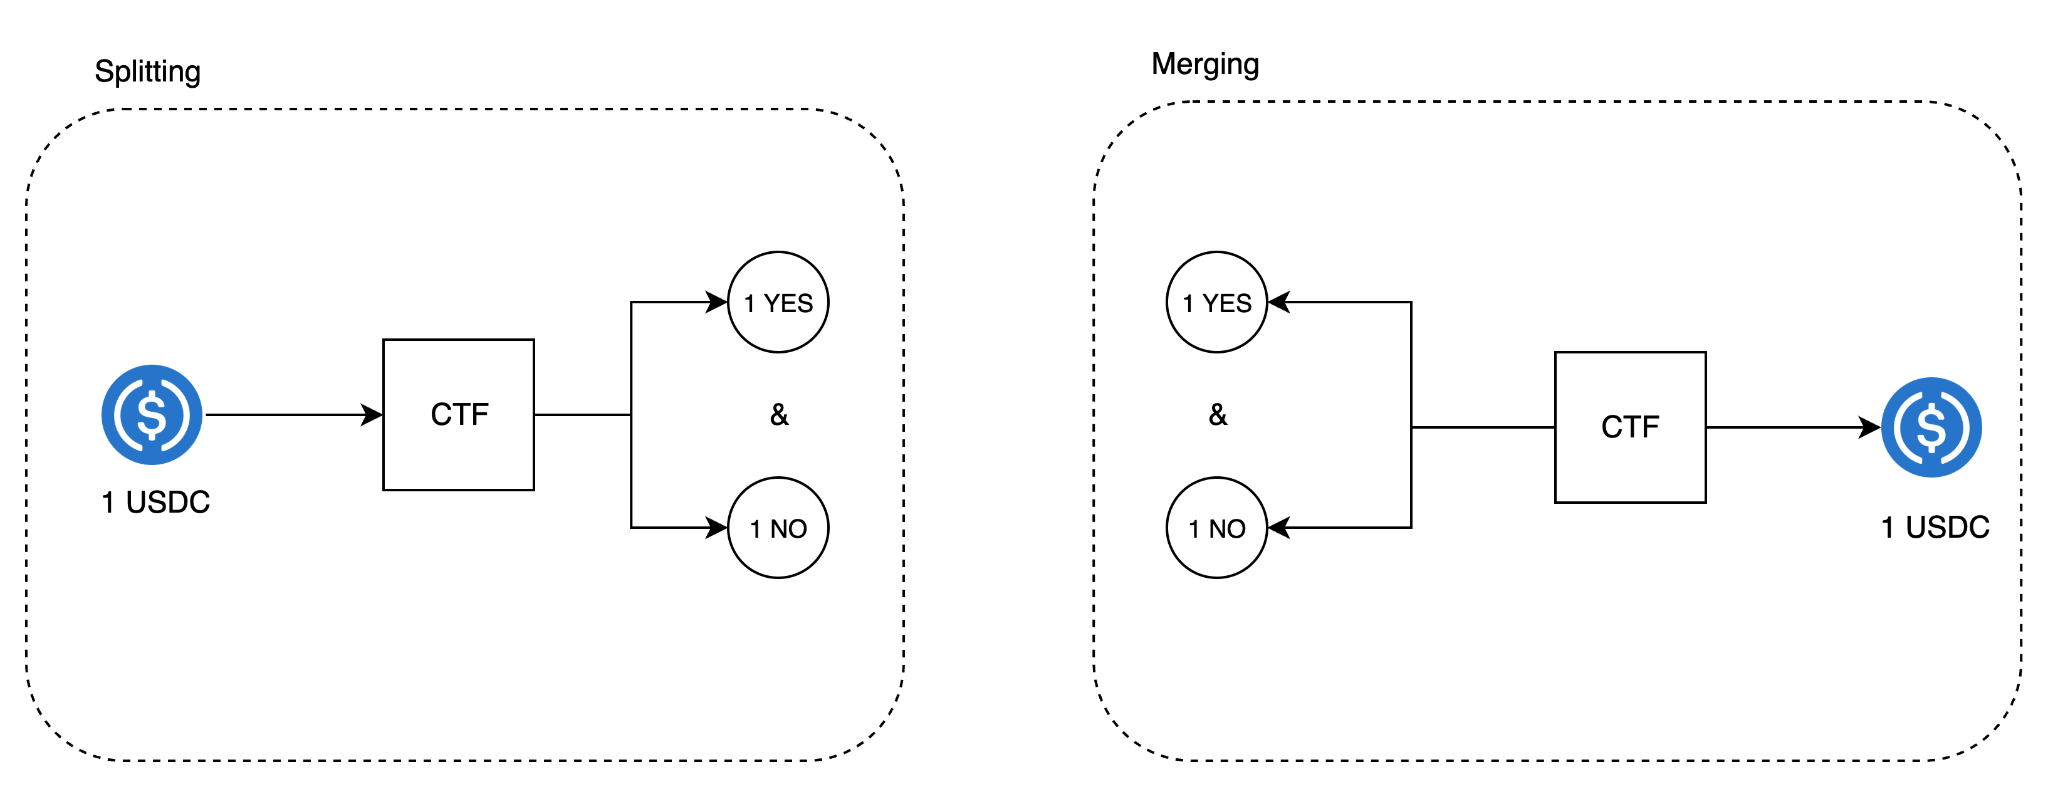 Splitting
1 USDC
CTF
1 YES
&
1 NO
Merging
1 YES
&
1 NO
CTF
1 USDC